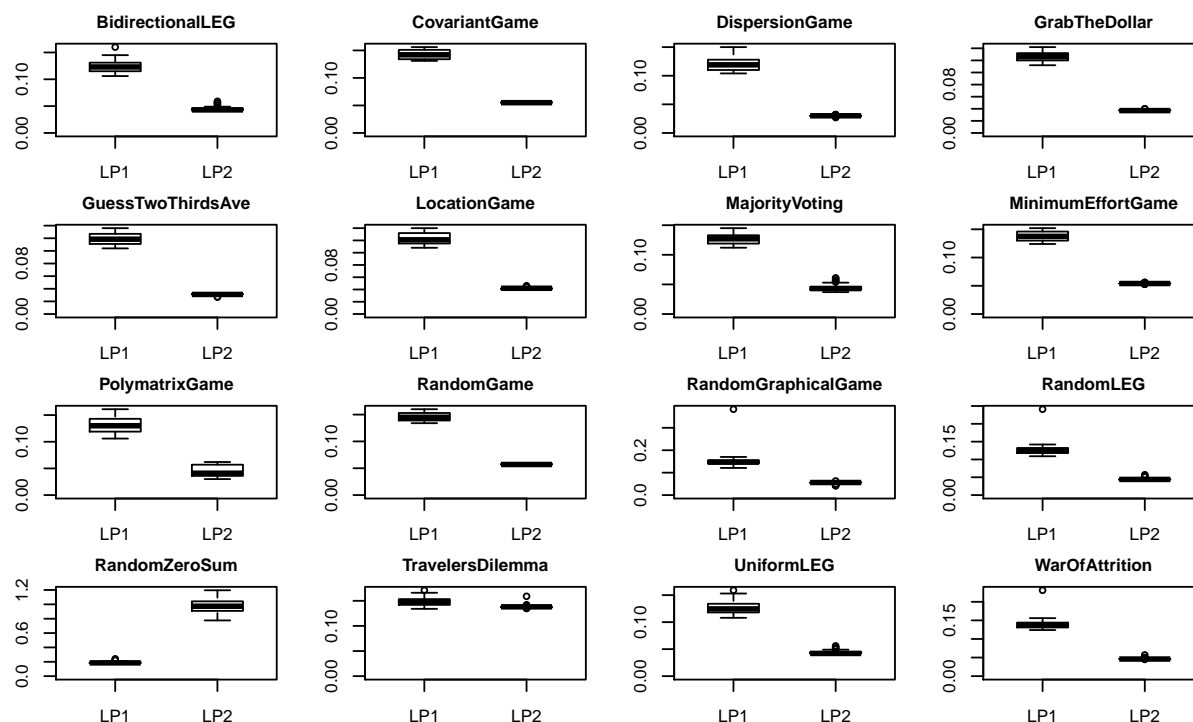 BidirectionalLEG
0.10
0.00
LP1 LP2
CovariantGame
0.10
0.00
LP1 LP2
DispersionGame
0.10
0.00
LP1 LP2
GrabTheDollar
0.08
0.00
LP1 LP2
GuessTwoThirdsAve
0.08
0.00
LP1 LP2
LocationGame
0.08
0.00
LP1 LP2
MajorityVoting
0.10
0.00
LP1 LP2
MinimumEffortGame
0.10
0.00
LP1 LP2
PolymatrixGame
0.10
0.00
LP1 LP2
RandomGame
0.10
0.00
LP1 LP2
RandomGraphicalGame
0.2
0.0
LP1 LP2
RandomLEG
0.15
0.00
LP1 LP2
RandomZeroSum
1.2
0.6
0.0
LP1 LP2
TravelersDilemma
0.10
0.00
LP1 LP2
UniformLEG
0.10
0.00
LP1 LP2
WarOfAttrition
0.15
0.00
LP1 LP2